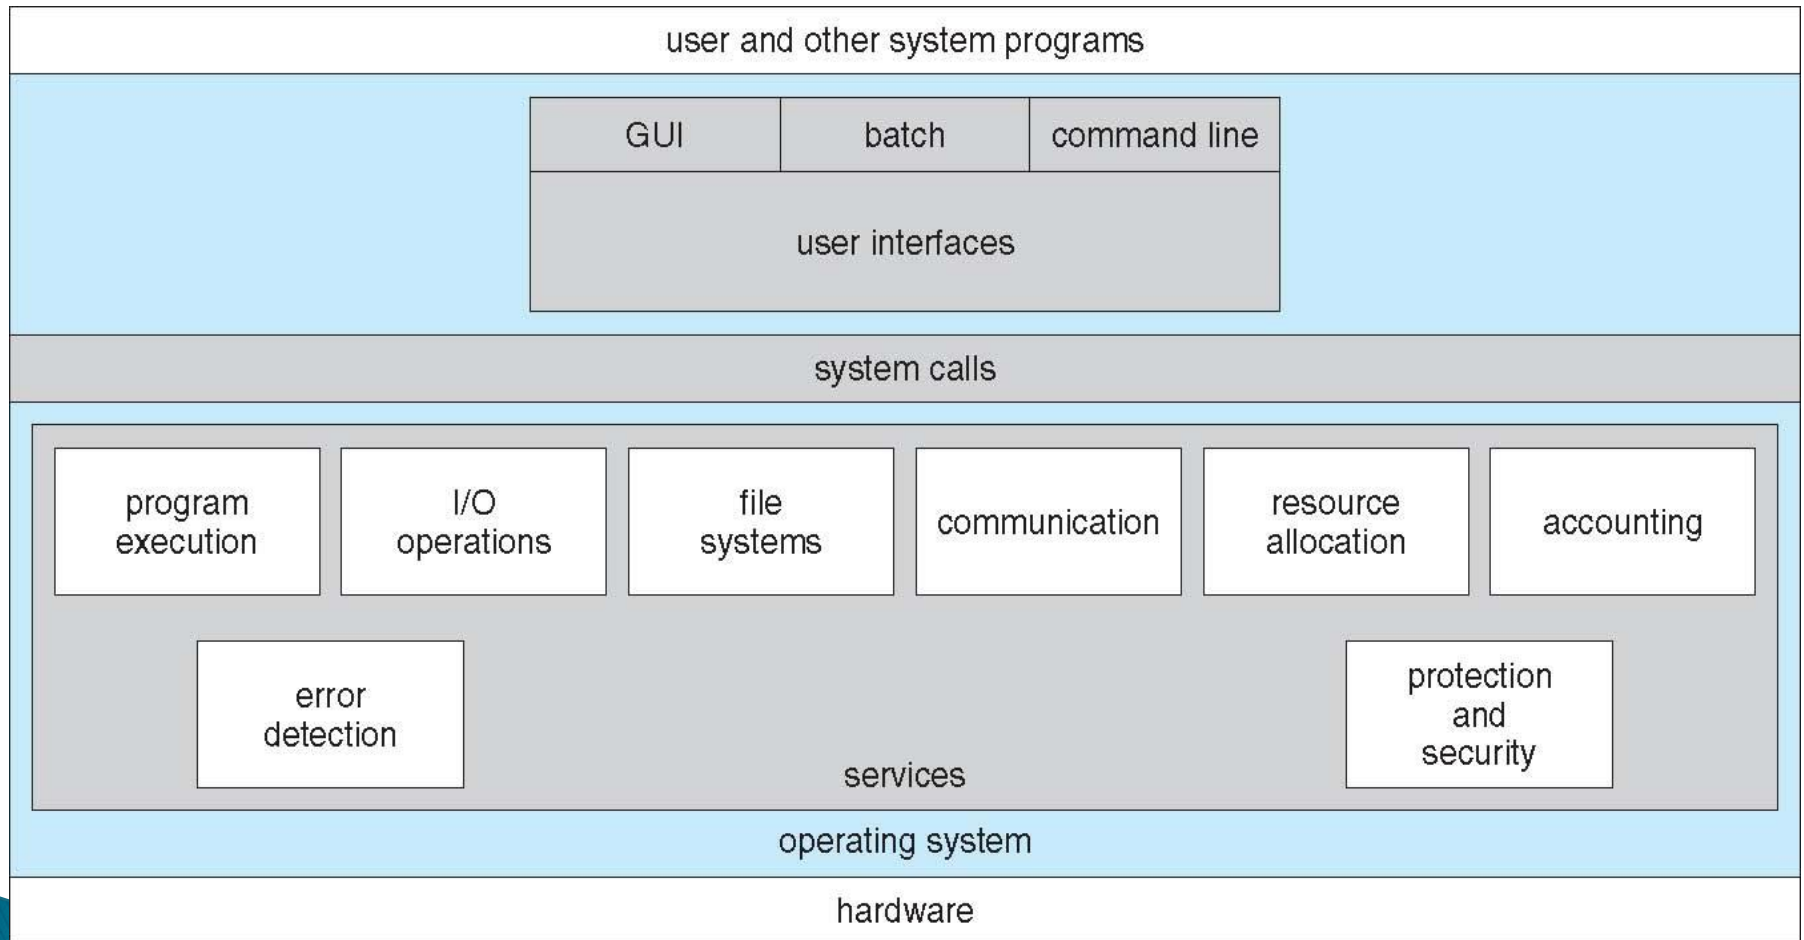 user and other system programs
GUI
batch
command line
user interfaces
system calls
program
execution
I/O
operations
file
systems
communication
resource
allocation
accounting
error
detection
protection
and
security
services
operating system
hardware